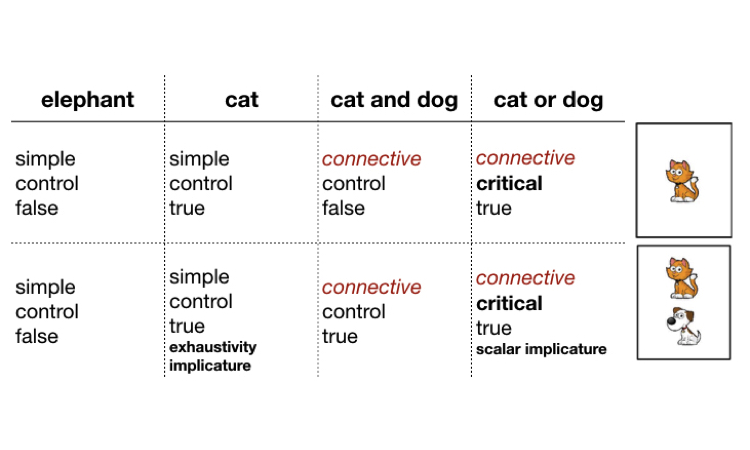 elephant
cat
cat and dog
cat or dog
simple
control
false
simple
control
true
connective
control
false
connective
critical
true
simple
control
false
simple
control
true
exhaustivity
implicature
connective
control
true
connective
critical
true
scalar implicature